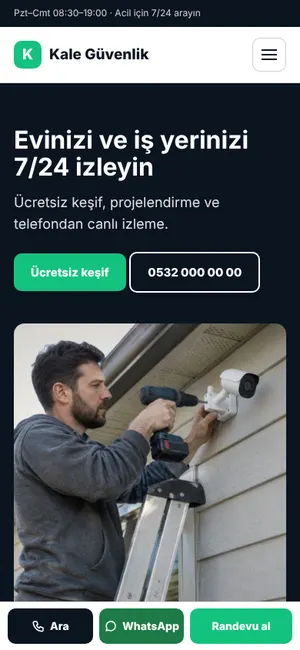 Pzt–Cmt 08:30–19:00 · Acil için 7/24 arayın
K Kale Güvenlik
Evinizi ve iş yerinizi
7/24 izleyin
Ücretsiz keşif, projelendirme ve
telefondan canlı izleme.
Ücretsiz keşif
0532 000 00 00
Ara
WhatsApp
Randevu al